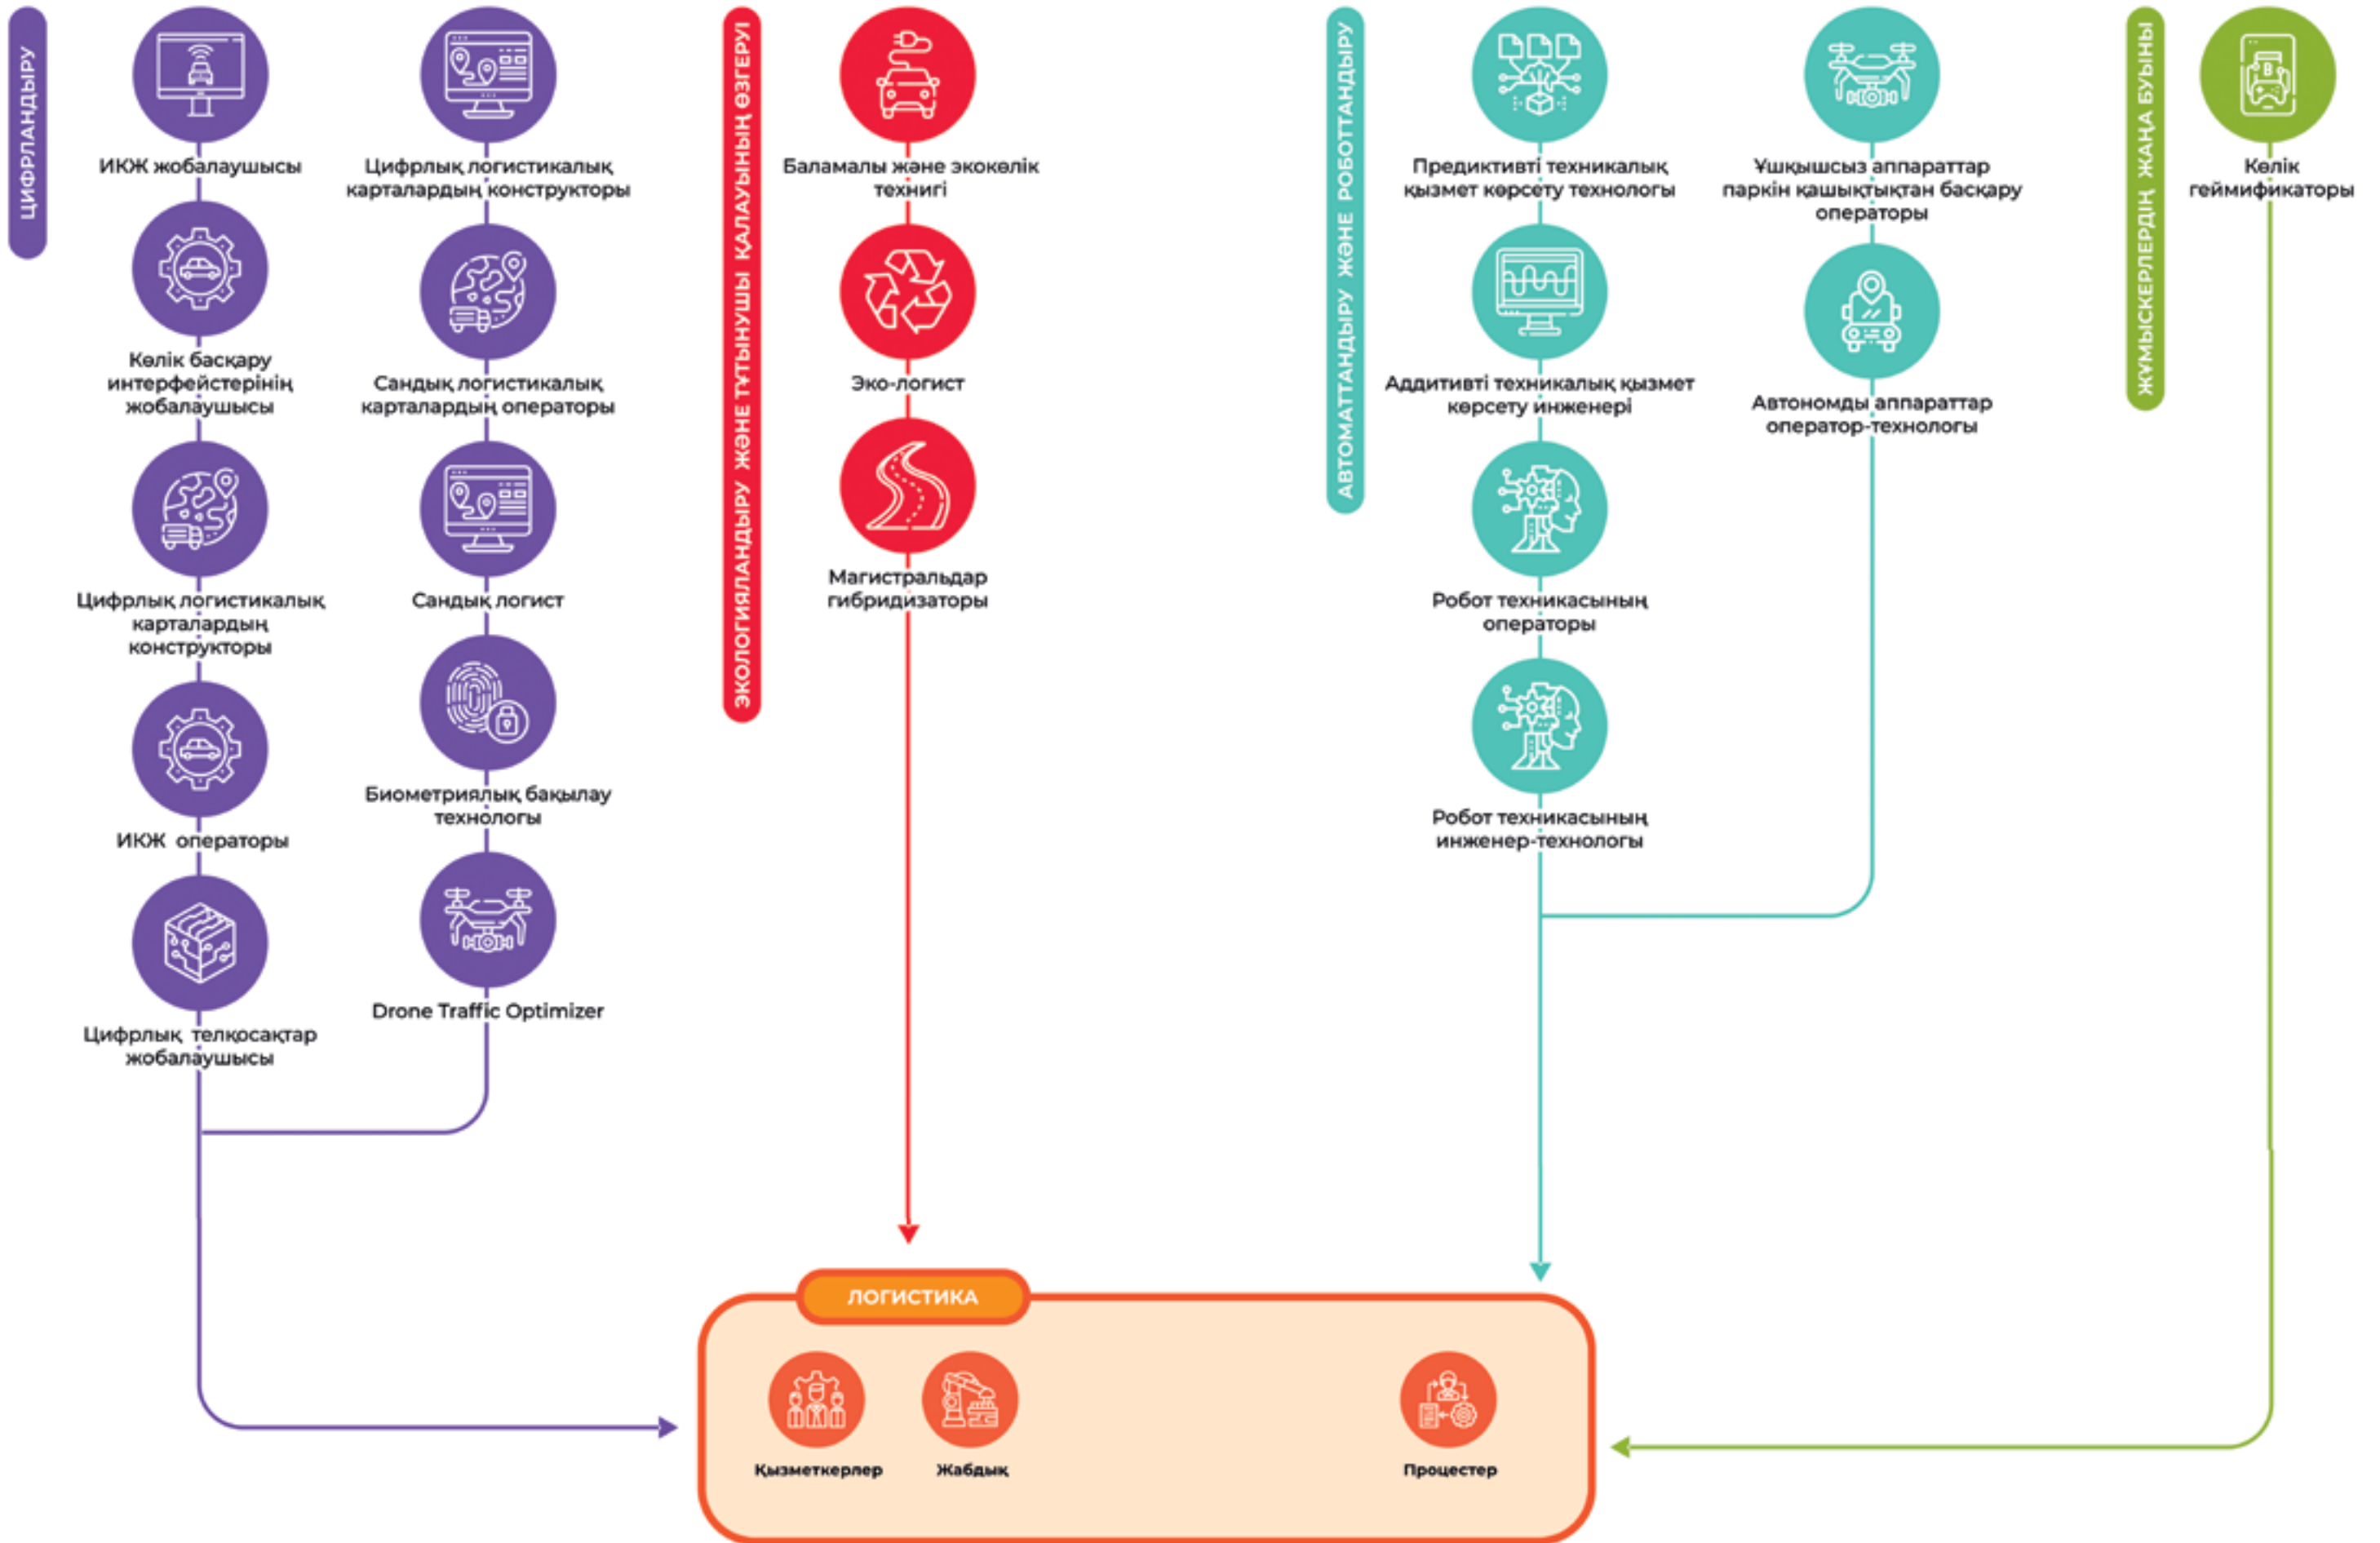 ЦИФРЛАНДЫРУ
ИКЖ жобалаушысы
Көлік басқару
интерфейстерінің
жобалаушысы
Цифрлық логистикалық
карталардың
конструкторы
ИКЖ операторы
Цифрлық телқосақтар
жобалаушысы
Цифрлық логистикалық
карталардың конструкторы
Сандық логистикалық
карталардың операторы
Сандық логист
Биометриялық бақылау
технологы
Drone Traffic Optimizer
ЭКОЛОГИЯЛАНДЫРУ ЖӘНЕ ТҰТЫНУШЫ ҚАЛАУЫНЫҢ ӨЗГЕРУІ
Баламалы және экокөлік
технигі
Эко-логист
Магистральдар
гибридизаторы
АВТОМАТТАНДЫРУ ЖӘНЕ РОБОТТАНДЫРУ
Предиктивті техникалық
қызмет көрсету технологы
Аддитивті техникалық қызмет
көрсету инженері
Робот техникасының
операторы
Робот техникасының
инженер-технологы
Ұшқышсыз аппараттар
паркін қашықтықтан басқару
операторы
Автономды аппараттар
оператор-технологы
ЖҰМЫСКЕРЛЕРДІҢ ЖАҢА БУЫНЫ
Көлік
геймификаторы
ЛОГИСТИКА
Қызметкерлер
Жабдық
Процестер